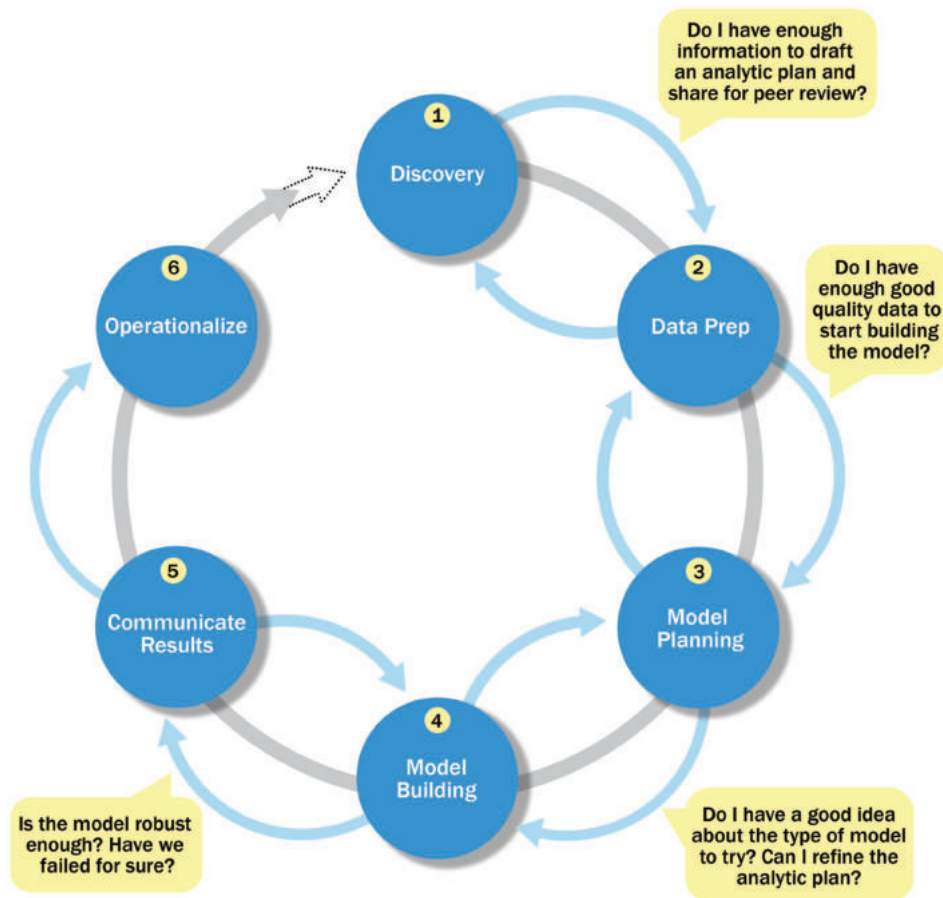 Do I have enough
information to draft
an analytic plan and
share for peer review?
1
Discovery
2
Data Prep
Do I have
enough good
quality data to
start building
the model?
3
Model
Planning
Do I have a good idea
about the type of model
to try? Can I refine the
analytic plan?
4
Model
Building
Is the model robust
enough? Have we
failed for sure?
5
Communicate
Results
6
Operationalize